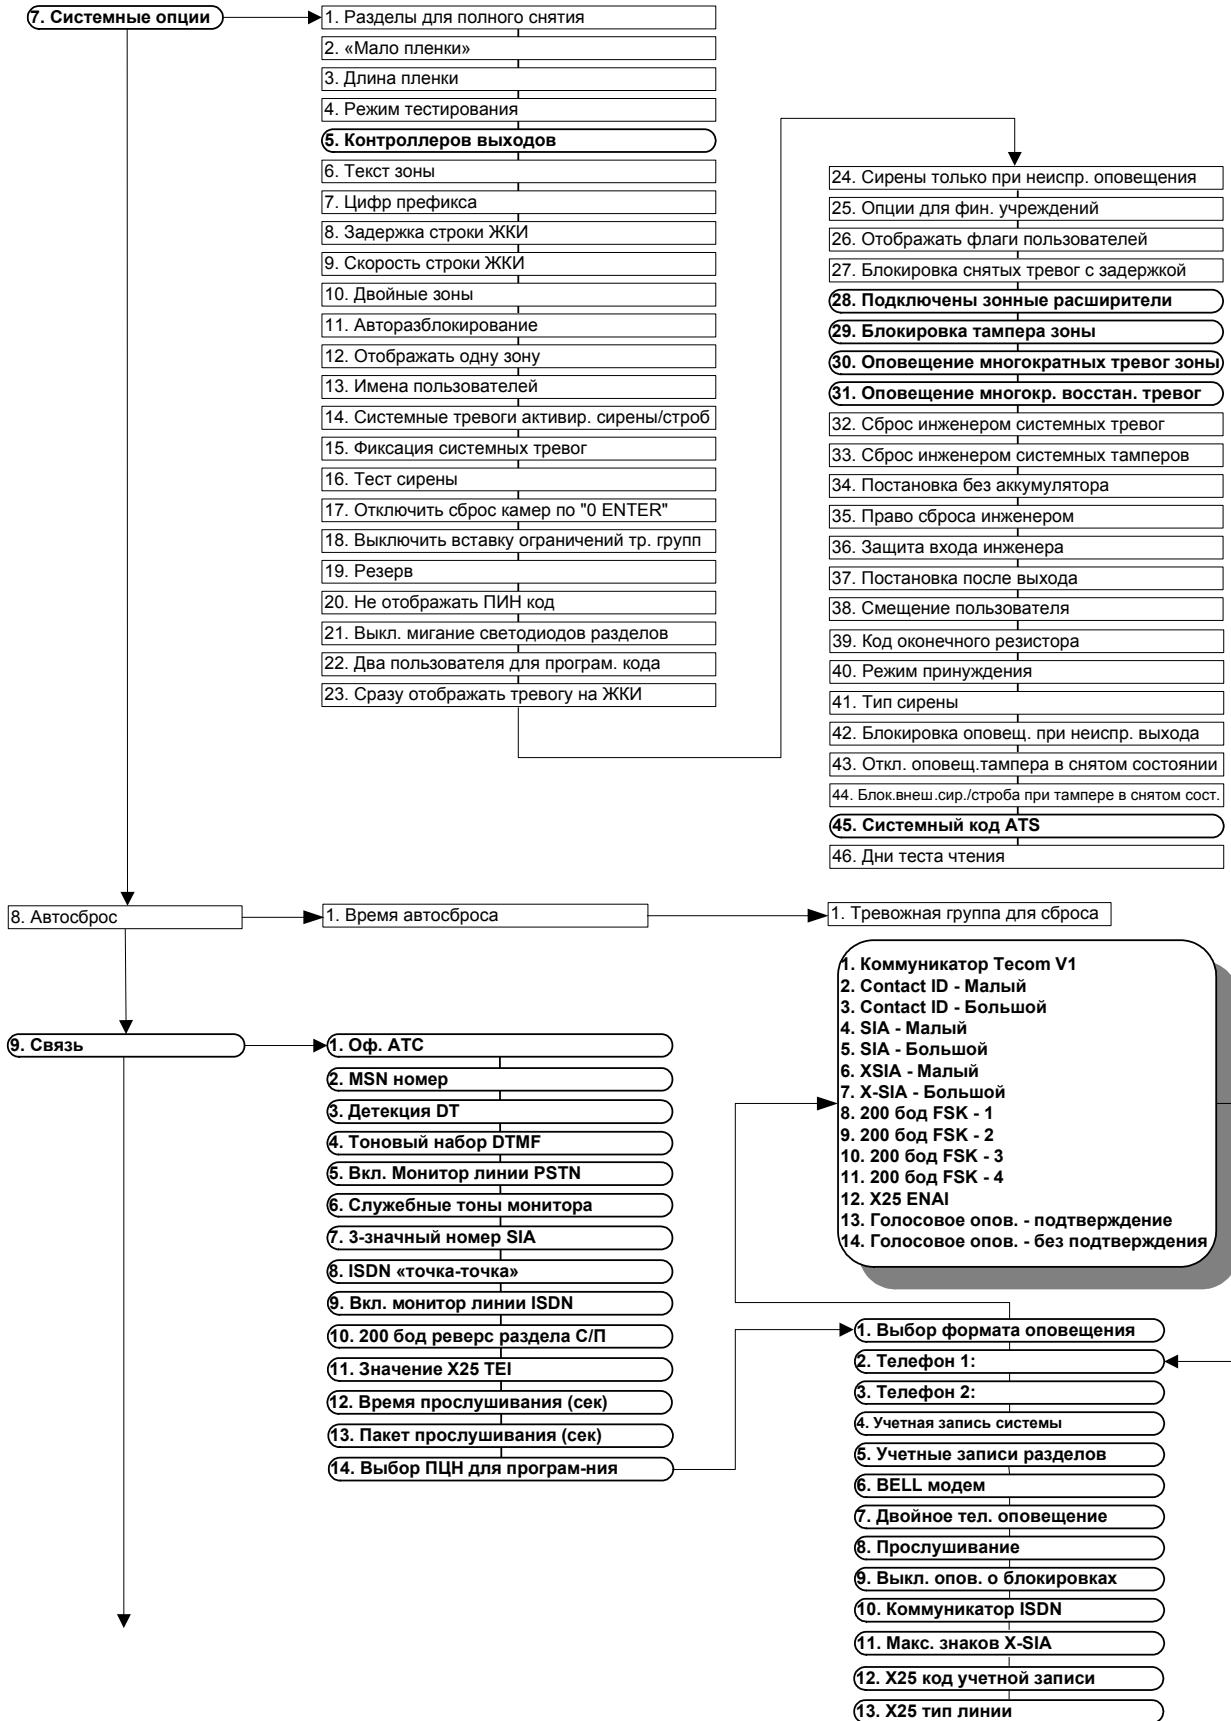 7. Системные опции
1. Разделы для полного снятия
2. «Мало пленки»
3. Длина пленки
4. Режим тестирования
5. Контроллеров выходов
6. Текст зоны
7. Цифр префикса
8. Задержка строки ЖКИ
9. Скорость строки ЖКИ
10. Двойные зоны
11. Авторазблокирование
12. Отображать одну зону
13. Имена пользователей
14. Системные тревоги активир. сирены/строб
15. Фиксация системных тревог
16. Тест сирены
17. Отключить сброс камер по "0 ENTER"
18. Выключить вставку ограничений тр. групп
19. Резерв
20. Не отображать ПИН код
21. Выкл. мигание светодиодов разделов
22. Два пользователя для програм. кода
23. Сразу отображать тревогу на ЖКИ
24. Сирены только при неиспр. оповещения
25. Опции для фин. учреждений
26. Отображать флаги пользователей
27. Блокировка снятых тревог с задержкой
28. Подключены зонные расширители
29. Блокировка тампера зоны
30. Оповещение многократных тревог зоны
31. Оповещение многокр. восстан. тревог
32. Сброс инженером системных тревог
33. Сброс инженером системных тамперов
34. Постановка без аккумулятора
35. Право сброса инженером
36. Защита входа инженера
37. Постановка после выхода
38. Смещение пользователя
39. Код оконечного резистора
40. Режим принуждения
41. Тип сирены
42. Блокировка оповещ. при неиспр. выхода
43. Откл. оповещ.тампера в снятом состоянии
44. Блок.внеш.сир./строба при тампере в снятом сост.
45. Системный код ATS
46. Дни теста чтения
8. Автосброс
1. Время автосброса
1. Тревожная группа для сброса
9. Связь
1. Оф. АТС
2. MSN номер
3. Детекция DT
4. Тоновый набор DTMF
5. Вкл. Монитор линии PSTN
6. Служебные тоны монитора
7. 3-значный номер SIA
8. ISDN «точка-точка»
9. Вкл. монитор линии ISDN
10. 200 бод реверс раздела С/П
11. Значение X25 TEI
12. Время прослушивания (сек)
13. Пакет прослушивания (сек)
14. Выбор ПЦН для програм-ния
1. Коммуникатор Tecom V1
2. Contact ID - Малый
3. Contact ID - Большой
4. SIA - Малый
5. SIA - Большой
6. XSIA - Малый
7. X-SIA - Большой
8. 200 бод FSK - 1
9. 200 бод FSK - 2
10. 200 бод FSK - 3
11. 200 бод FSK - 4
12. X25 ENAI
13. Голосовое опов. - подтверждение
14. Голосовое опов. - без подтверждения
1. Выбор формата оповещения
2. Телефон 1:
3. Телефон 2:
4. Учетная запись системы
5. Учетные записи разделов
6. BELL модем
7. Двойное тел. оповещение
8. Прослушивание
9. Выкл. опов. о блокировках
10. Коммуникатор ISDN
11. Макс. знаков X-SIA
12. X25 код учетной записи
13. X25 тип линии